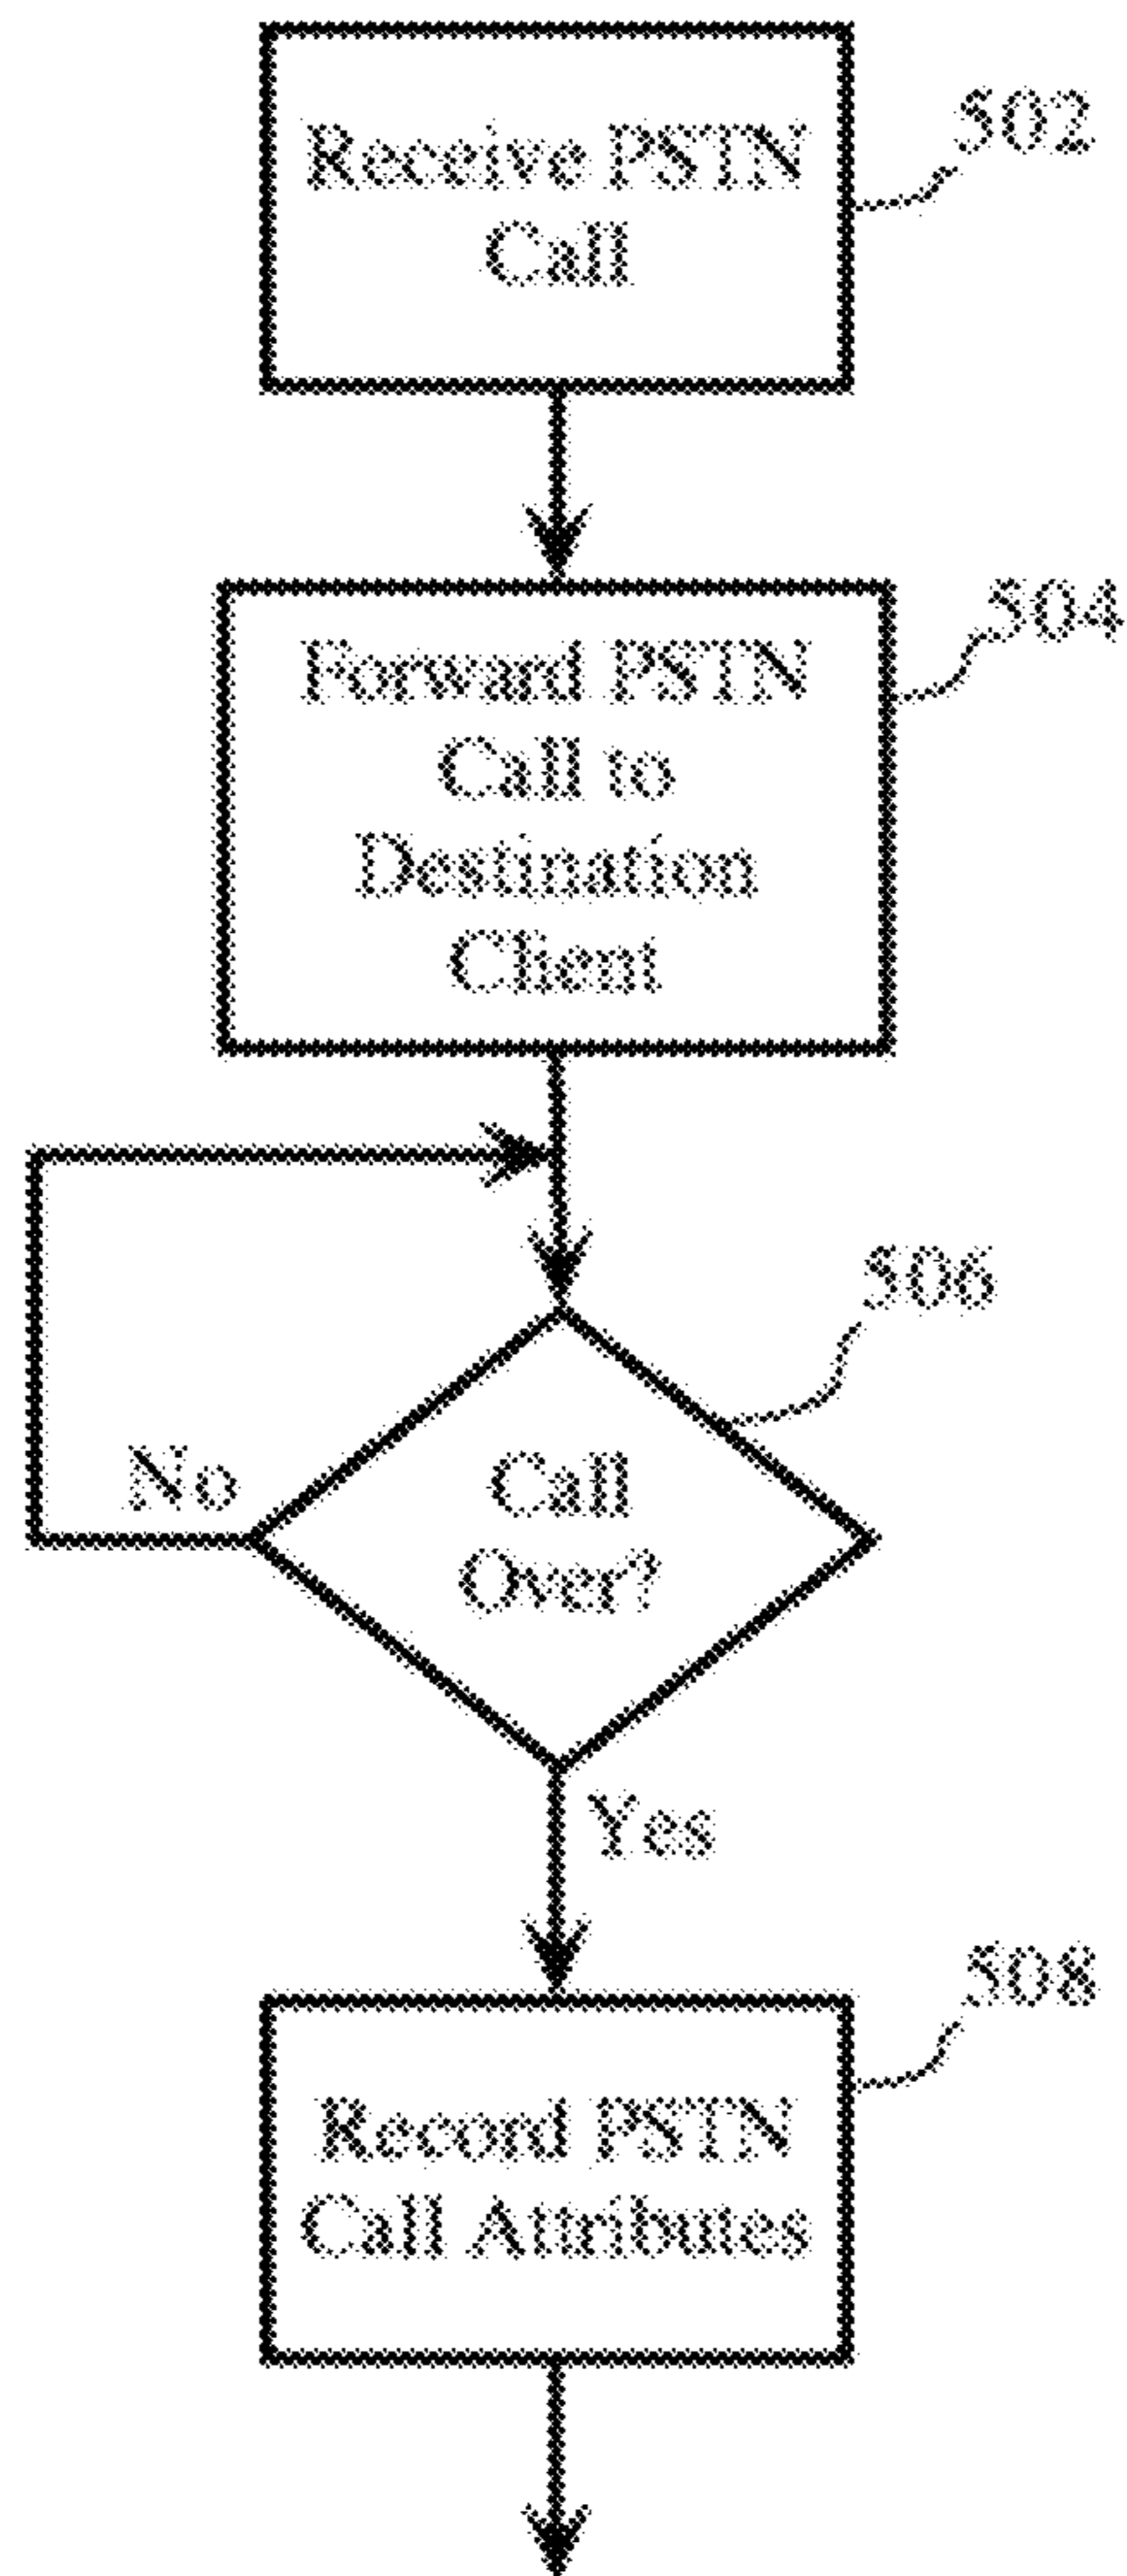 Receive PSTN
Call
502
Forward PSTN
Call to
Destination
Client
504
506
No
Call
Over?
Yes
508
Record PSTN
Call Attributes